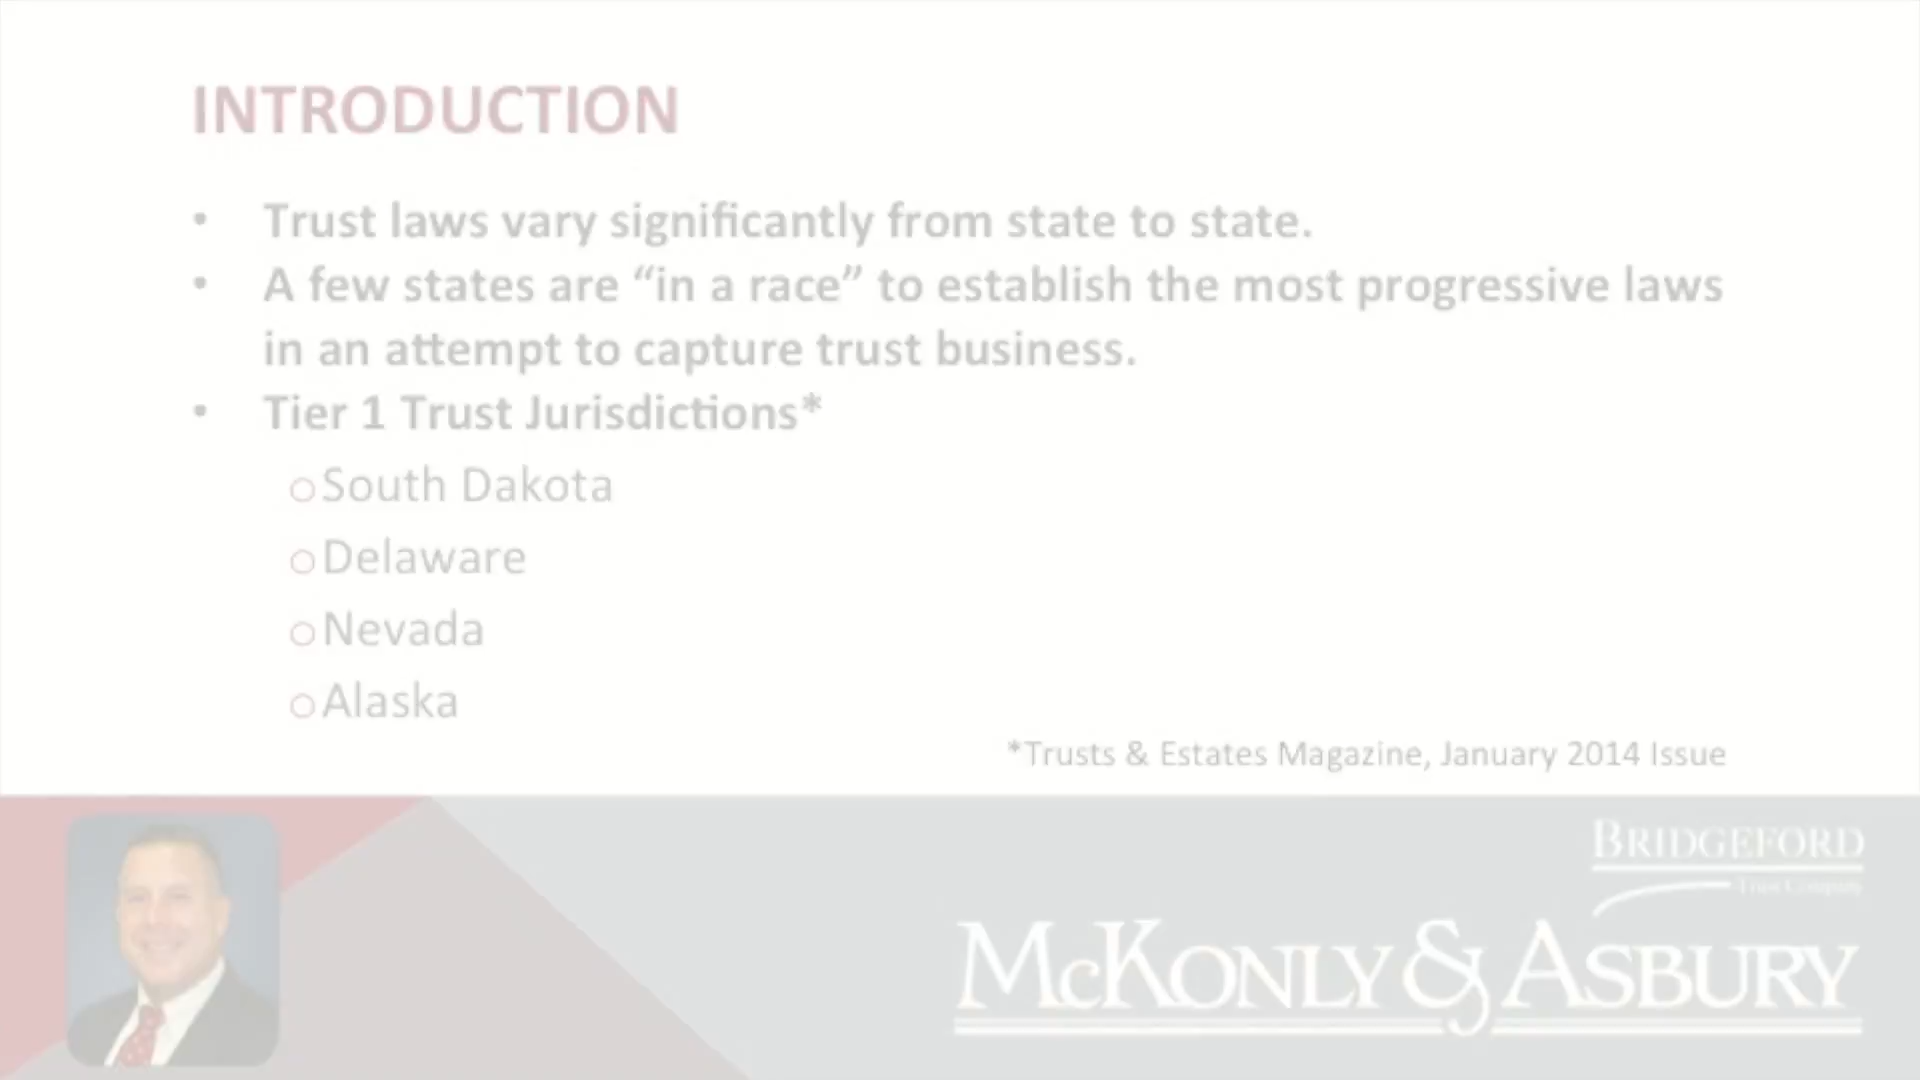 INTRODUCTION
• Trust laws vary significantly from state to state.
• A few states are “in a race” to establish the most progressive laws
in an attempt to capture trust business.
• Tier 1 Trust Jurisdictions*
o South Dakota
o Delaware
o Nevada
o Alaska
*Trusts & Estates Magazine, January 2014 Issue
BRIDGEFORD
Trust Company
McKONLY & ASBURY